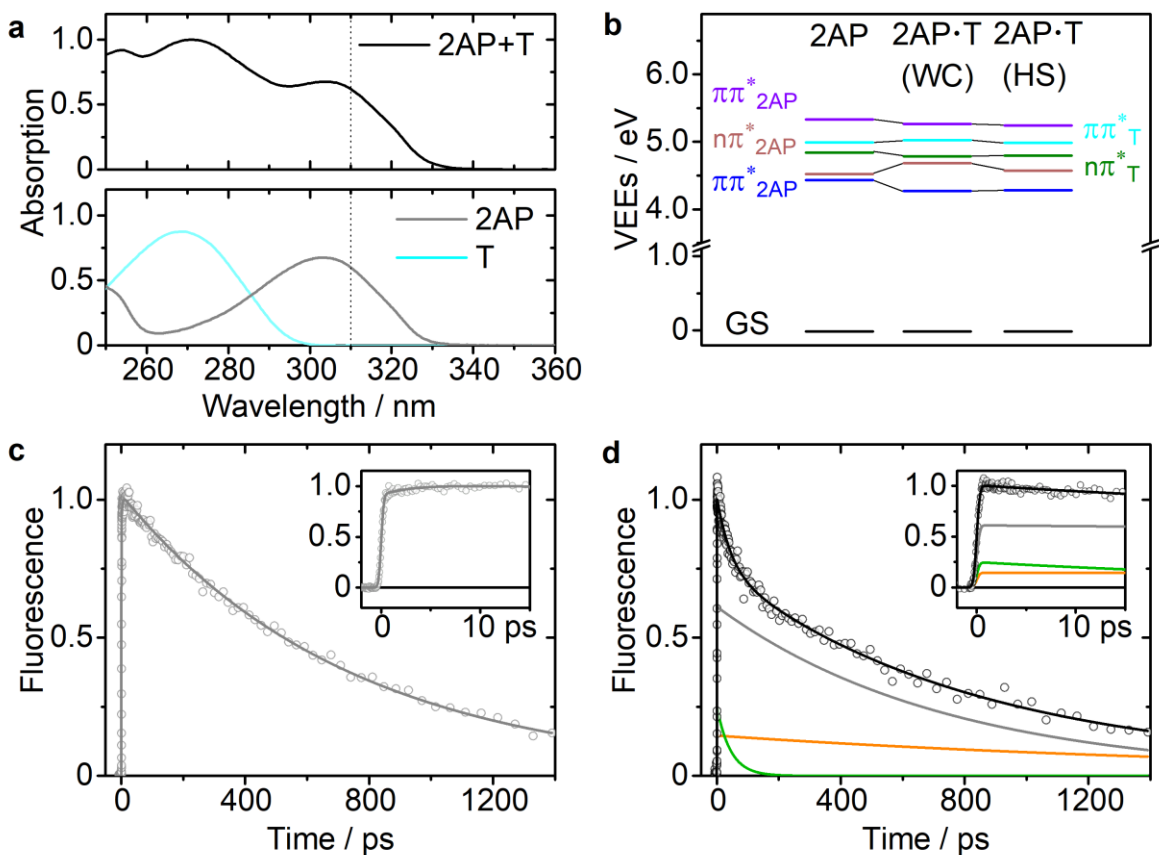 a
2AP+T
1.0
0.5
0
2AP
T
1.0
0.5
0
260 280 300 320 340 360
Absorption
Wavelength / nm
b
2AP 2AP·T 2AP·T
(WC) (HS)
6.0
5.0
4.0
1.0
0
ππ*2AP
nπ*2AP
ππ*2AP
ππ*T
nπ*T
GS
VEEs / eV
c
1.0
0.5
0
0 400 800 1200
Fluorescence
Time / ps
1.0
0.5
0
0 10 ps
d
1.0
0.5
0
0 400 800 1200
Fluorescence
Time / ps
1.0
0.5
0
0 10 ps